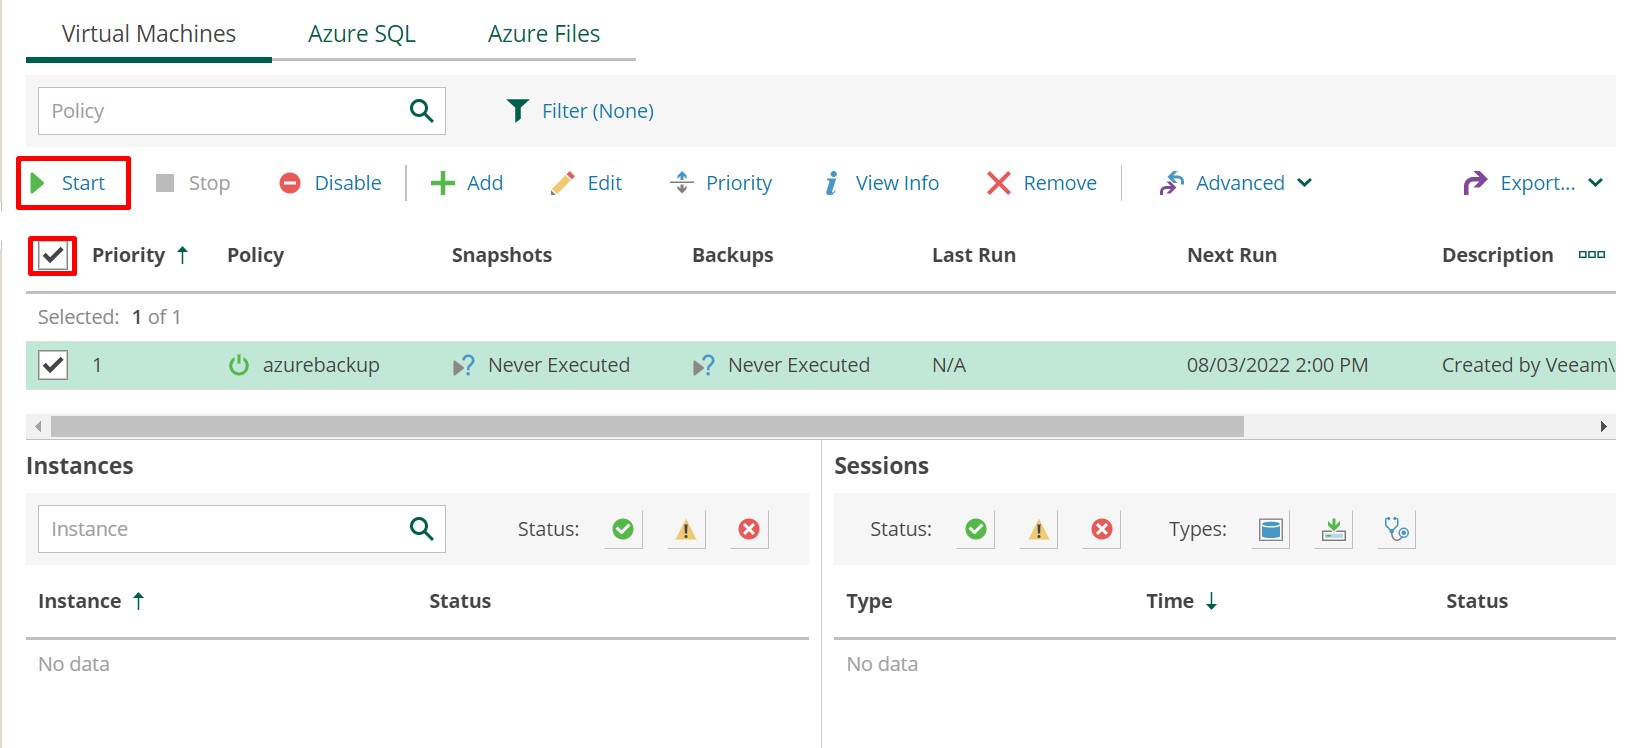 Virtual Machines Azure SQL Azure Files
Policy Filter (None)
Start Stop Disable Add Edit Priority View Info Remove Advanced Export...
Priority Policy Snapshots Backups Last Run Next Run Description
Selected: 1 of 1
1 azurebackup Never Executed Never Executed N/A 08/03/2022 2:00 PM Created by Veeam\
Instances
Instance Status:
Instance Status
No data
Sessions
Status: Types:
Type Time Status
No data